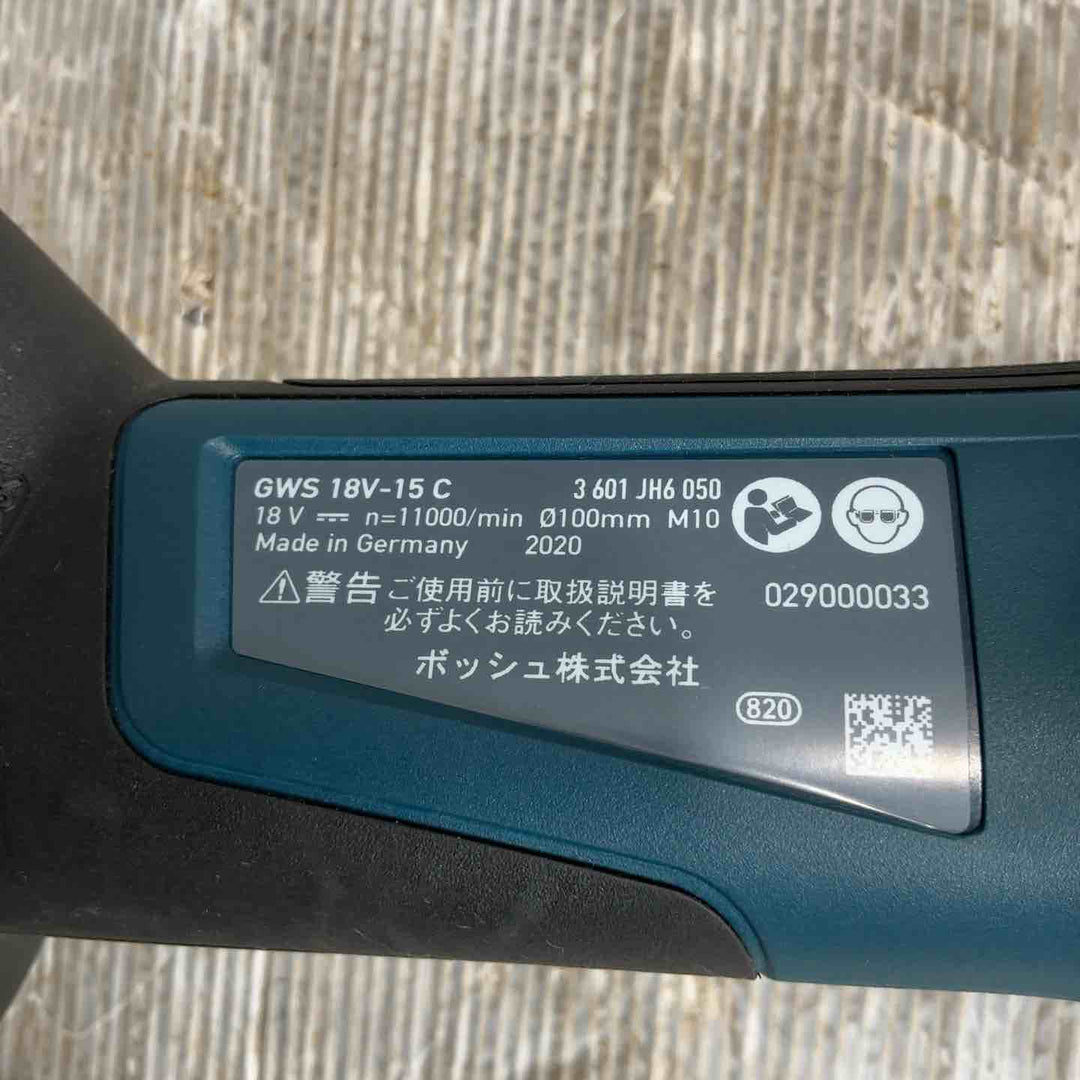 GWS 18V-15 C 3 601 JH6 050
18 V ⎓ n=11000/min Ø100mm M10
Made in Germany 2020
⚠警告 ご使用前に取扱説明書を
必ずよくお読みください。
029000033
ボッシュ株式会社
820